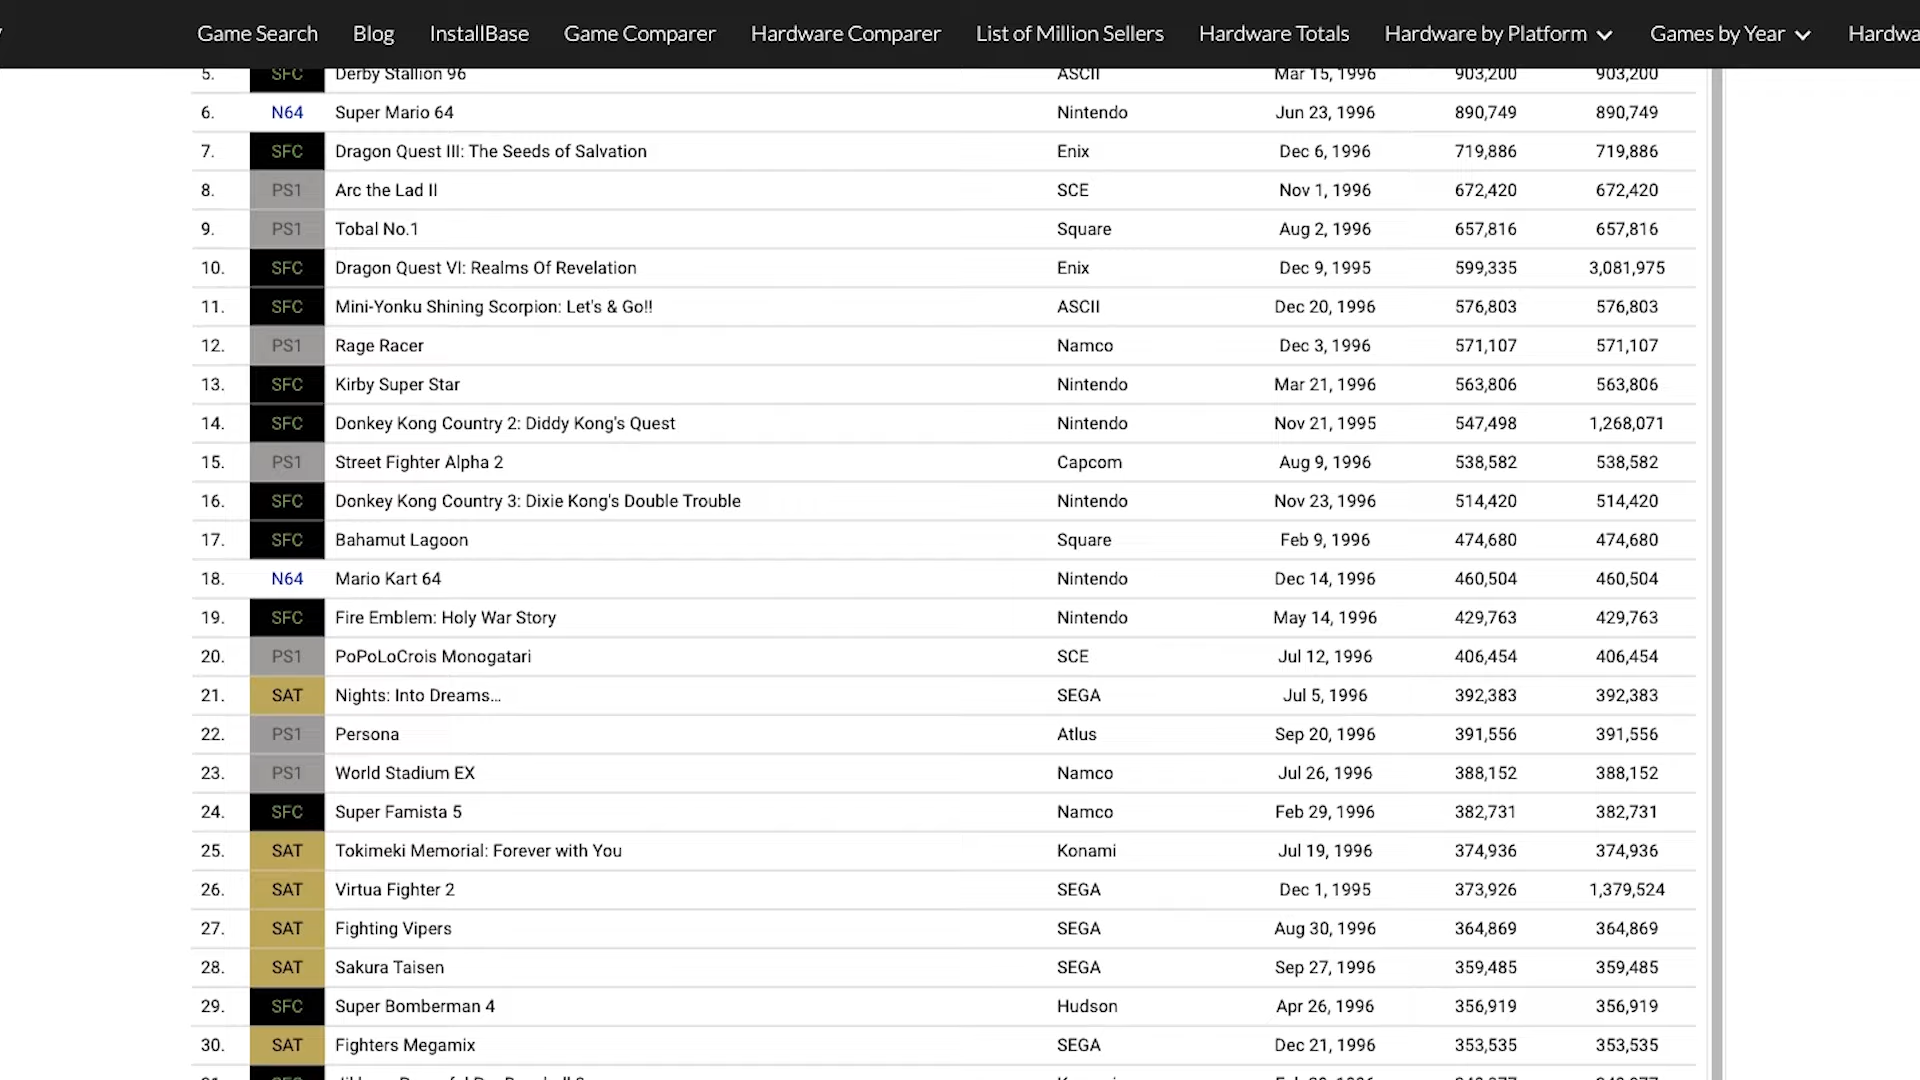 Game Search Blog InstallBase Game Comparer Hardware Comparer List of Million Sellers Hardware Totals Hardware by Platform Games by Year Hardwa
5. SFC Derby Stallion 96 ASCII Mar 15, 1996 903,200 903,200
6. N64 Super Mario 64 Nintendo Jun 23, 1996 890,749 890,749
7. SFC Dragon Quest III: The Seeds of Salvation Enix Dec 6, 1996 719,886 719,886
8. PS1 Arc the Lad II SCE Nov 1, 1996 672,420 672,420
9. PS1 Tobal No.1 Square Aug 2, 1996 657,816 657,816
10. SFC Dragon Quest VI: Realms Of Revelation Enix Dec 9, 1995 599,335 3,081,975
11. SFC Mini-Yonku Shining Scorpion: Let's & Go!! ASCII Dec 20, 1996 576,803 576,803
12. PS1 Rage Racer Namco Dec 3, 1996 571,107 571,107
13. SFC Kirby Super Star Nintendo Mar 21, 1996 563,806 563,806
14. SFC Donkey Kong Country 2: Diddy Kong's Quest Nintendo Nov 21, 1995 547,498 1,268,071
15. PS1 Street Fighter Alpha 2 Capcom Aug 9, 1996 538,582 538,582
16. SFC Donkey Kong Country 3: Dixie Kong's Double Trouble Nintendo Nov 23, 1996 514,420 514,420
17. SFC Bahamut Lagoon Square Feb 9, 1996 474,680 474,680
18. N64 Mario Kart 64 Nintendo Dec 14, 1996 460,504 460,504
19. SFC Fire Emblem: Holy War Story Nintendo May 14, 1996 429,763 429,763
20. PS1 PoPoLoCrois Monogatari SCE Jul 12, 1996 406,454 406,454
21. SAT Nights: Into Dreams... SEGA Jul 5, 1996 392,383 392,383
22. PS1 Persona Atlus Sep 20, 1996 391,556 391,556
23. PS1 World Stadium EX Namco Jul 26, 1996 388,152 388,152
24. SFC Super Famista 5 Namco Feb 29, 1996 382,731 382,731
25. SAT Tokimeki Memorial: Forever with You Konami Jul 19, 1996 374,936 374,936
26. SAT Virtua Fighter 2 SEGA Dec 1, 1995 373,926 1,379,524
27. SAT Fighting Vipers SEGA Aug 30, 1996 364,869 364,869
28. SAT Sakura Taisen SEGA Sep 27, 1996 359,485 359,485
29. SFC Super Bomberman 4 Hudson Apr 26, 1996 356,919 356,919
30. SAT Fighters Megamix SEGA Dec 21, 1996 353,535 353,535